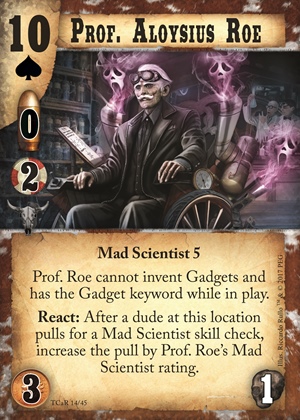 10
Prof. Aloysius Roe
0
2
Mad Scientist 5
Prof. Roe cannot invent Gadgets and
has the Gadget keyword while in play.
React: After a dude at this location
pulls for a Mad Scientist skill check,
increase the pull by Prof. Roe's Mad
Scientist rating.
3
TCaR 14/45
1
© 2017 PEG